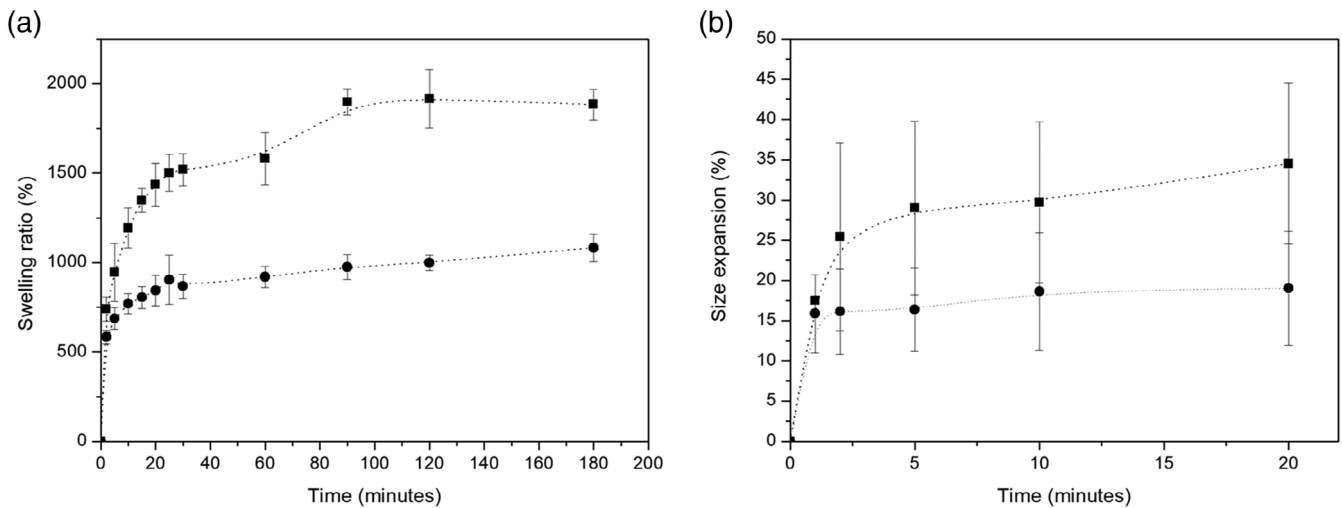 (a)
Swelling ratio (%)
2000
1500
1000
500
0
0 20 40 60 80 100 120 140 160 180 200
Time (minutes)
(b)
Size expansion (%)
50
45
40
35
30
25
20
15
10
5
0
0 5 10 15 20
Time (minutes)